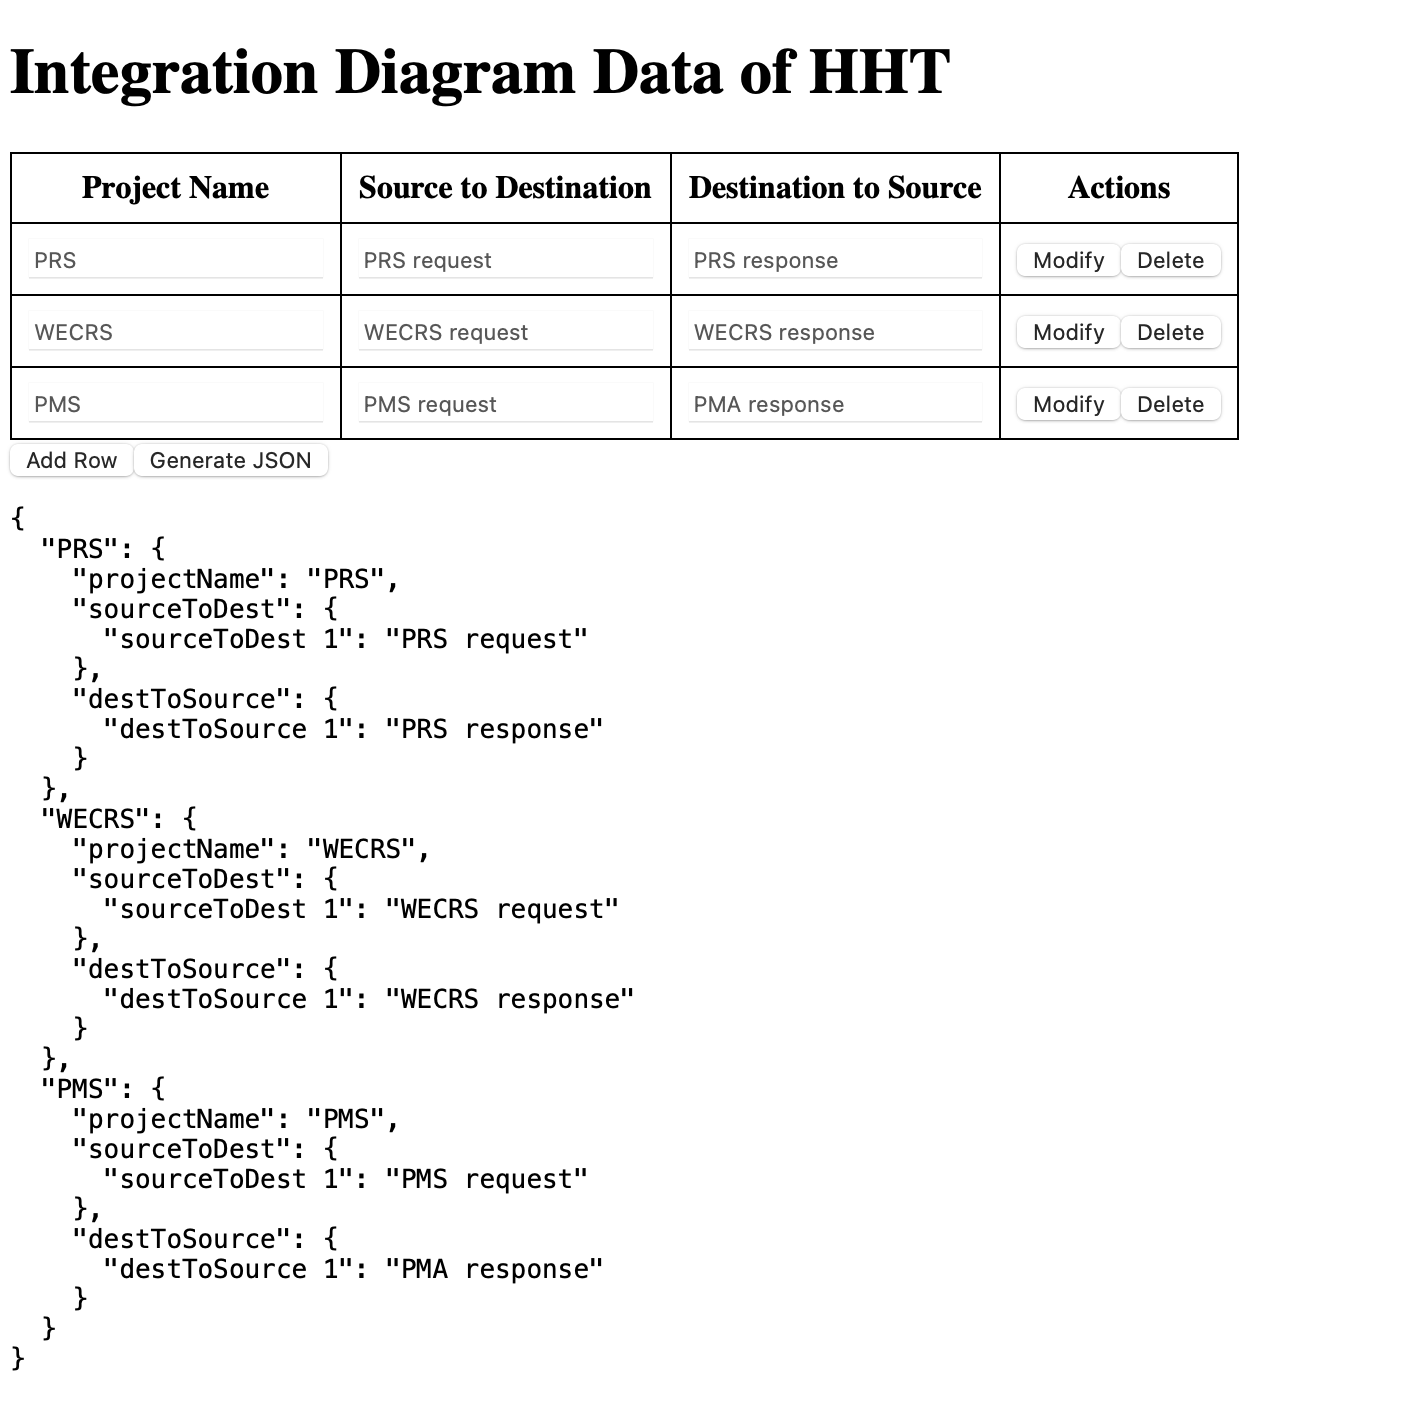 Integration Diagram Data of HHT
Project Name Source to Destination Destination to Source Actions
PRS PRS request PRS response Modify Delete
WECRS WECRS request WECRS response Modify Delete
PMS PMS request PMA response Modify Delete
Add Row Generate JSON
{
  "PRS": {
    "projectName": "PRS",
    "sourceToDest": {
      "sourceToDest 1": "PRS request"
    },
    "destToSource": {
      "destToSource 1": "PRS response"
    }
  },
  "WECRS": {
    "projectName": "WECRS",
    "sourceToDest": {
      "sourceToDest 1": "WECRS request"
    },
    "destToSource": {
      "destToSource 1": "WECRS response"
    }
  },
  "PMS": {
    "projectName": "PMS",
    "sourceToDest": {
      "sourceToDest 1": "PMS request"
    },
    "destToSource": {
      "destToSource 1": "PMA response"
    }
  }
}